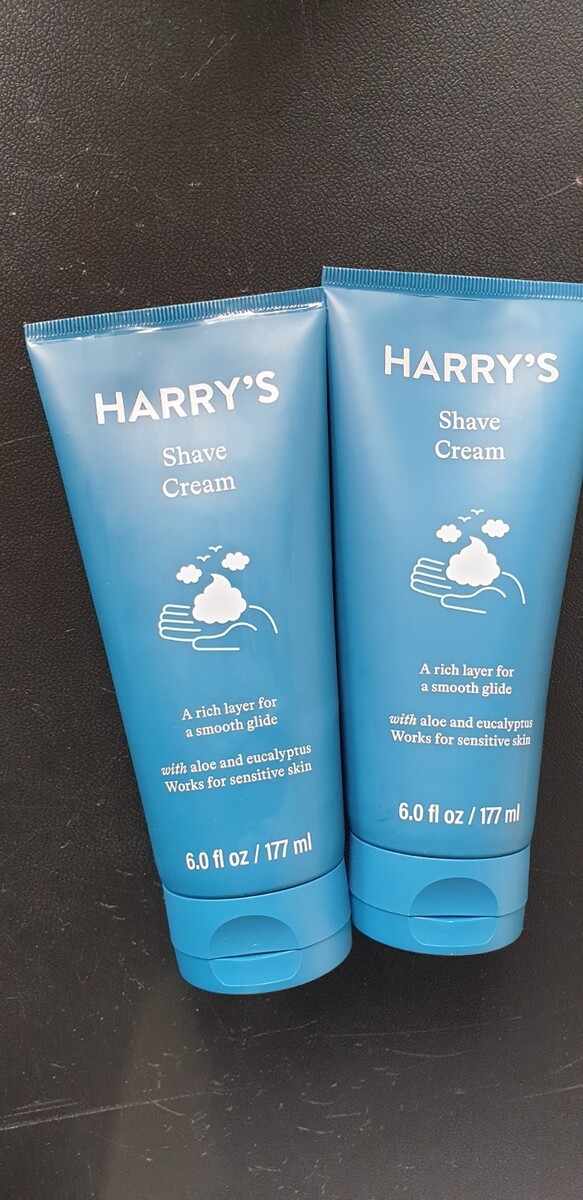 HARRY'S
Shave
Cream
A rich layer for
a smooth glide
with aloe and eucalyptus
Works for sensitive skin
6.0 fl oz / 177 ml
HARRY'S
Shave
Cream
A rich layer for
a smooth glide
with aloe and eucalyptus
Works for sensitive skin
6.0 fl oz / 177 ml